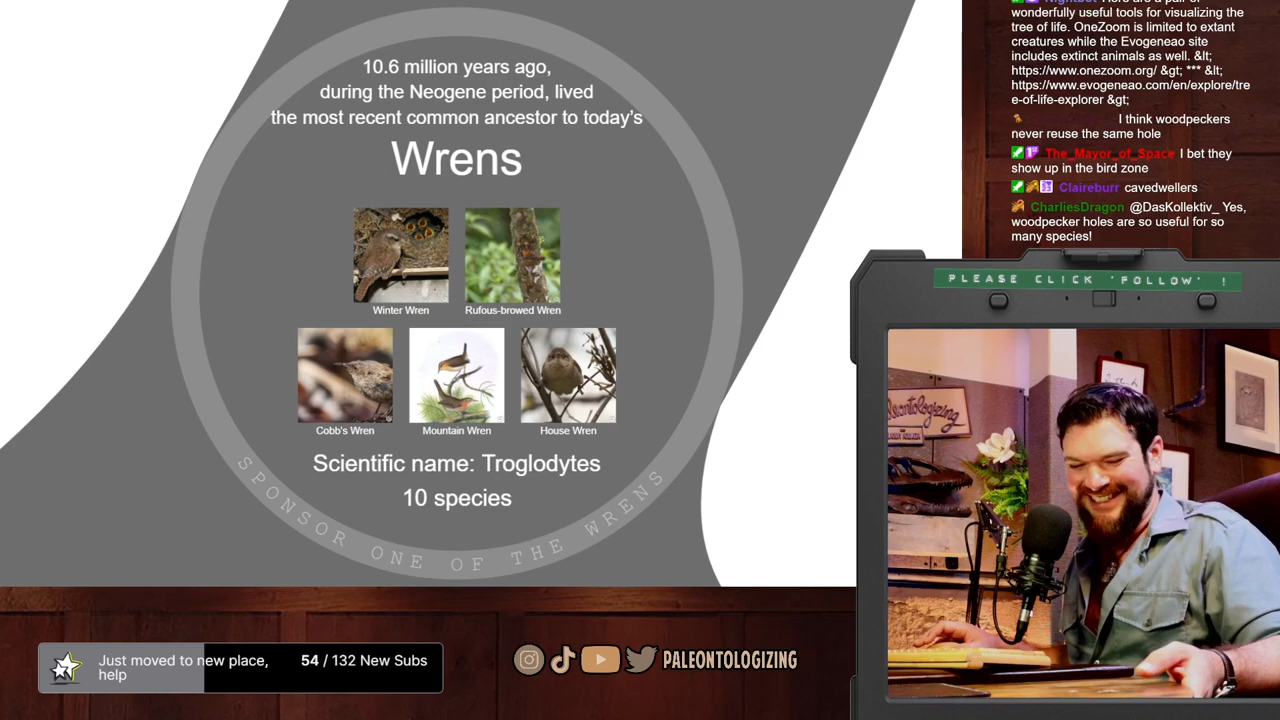 10.6 million years ago,
during the Neogene period, lived
the most recent common ancestor to today's
Wrens
Winter Wren
Rufous-browed Wren
Cobb's Wren
Mountain Wren
House Wren
Scientific name: Troglodytes
10 species
SPONSOR ONE OF THE WRENS
wonderfully useful tools for visualizing the
tree of life. OneZoom is limited to extant
creatures while the Evogeneao site
includes extinct animals as well. &lt;
https://www.onezoom.org/ &gt; *** &lt;
https://www.evogeneao.com/en/explore/tre
e-of-life-explorer &gt;
I think woodpeckers
never reuse the same hole
The_Mayor_of_Space I bet they
show up in the bird zone
Claireburr cavedwellers
CharliesDragon @DasKollektiv_ Yes,
woodpecker holes are so useful for so
many species!
PLEASE CLICK 'FOLLOW' !
Just moved to new place,
help
54 / 132 New Subs
PALEONTOLOGIZING